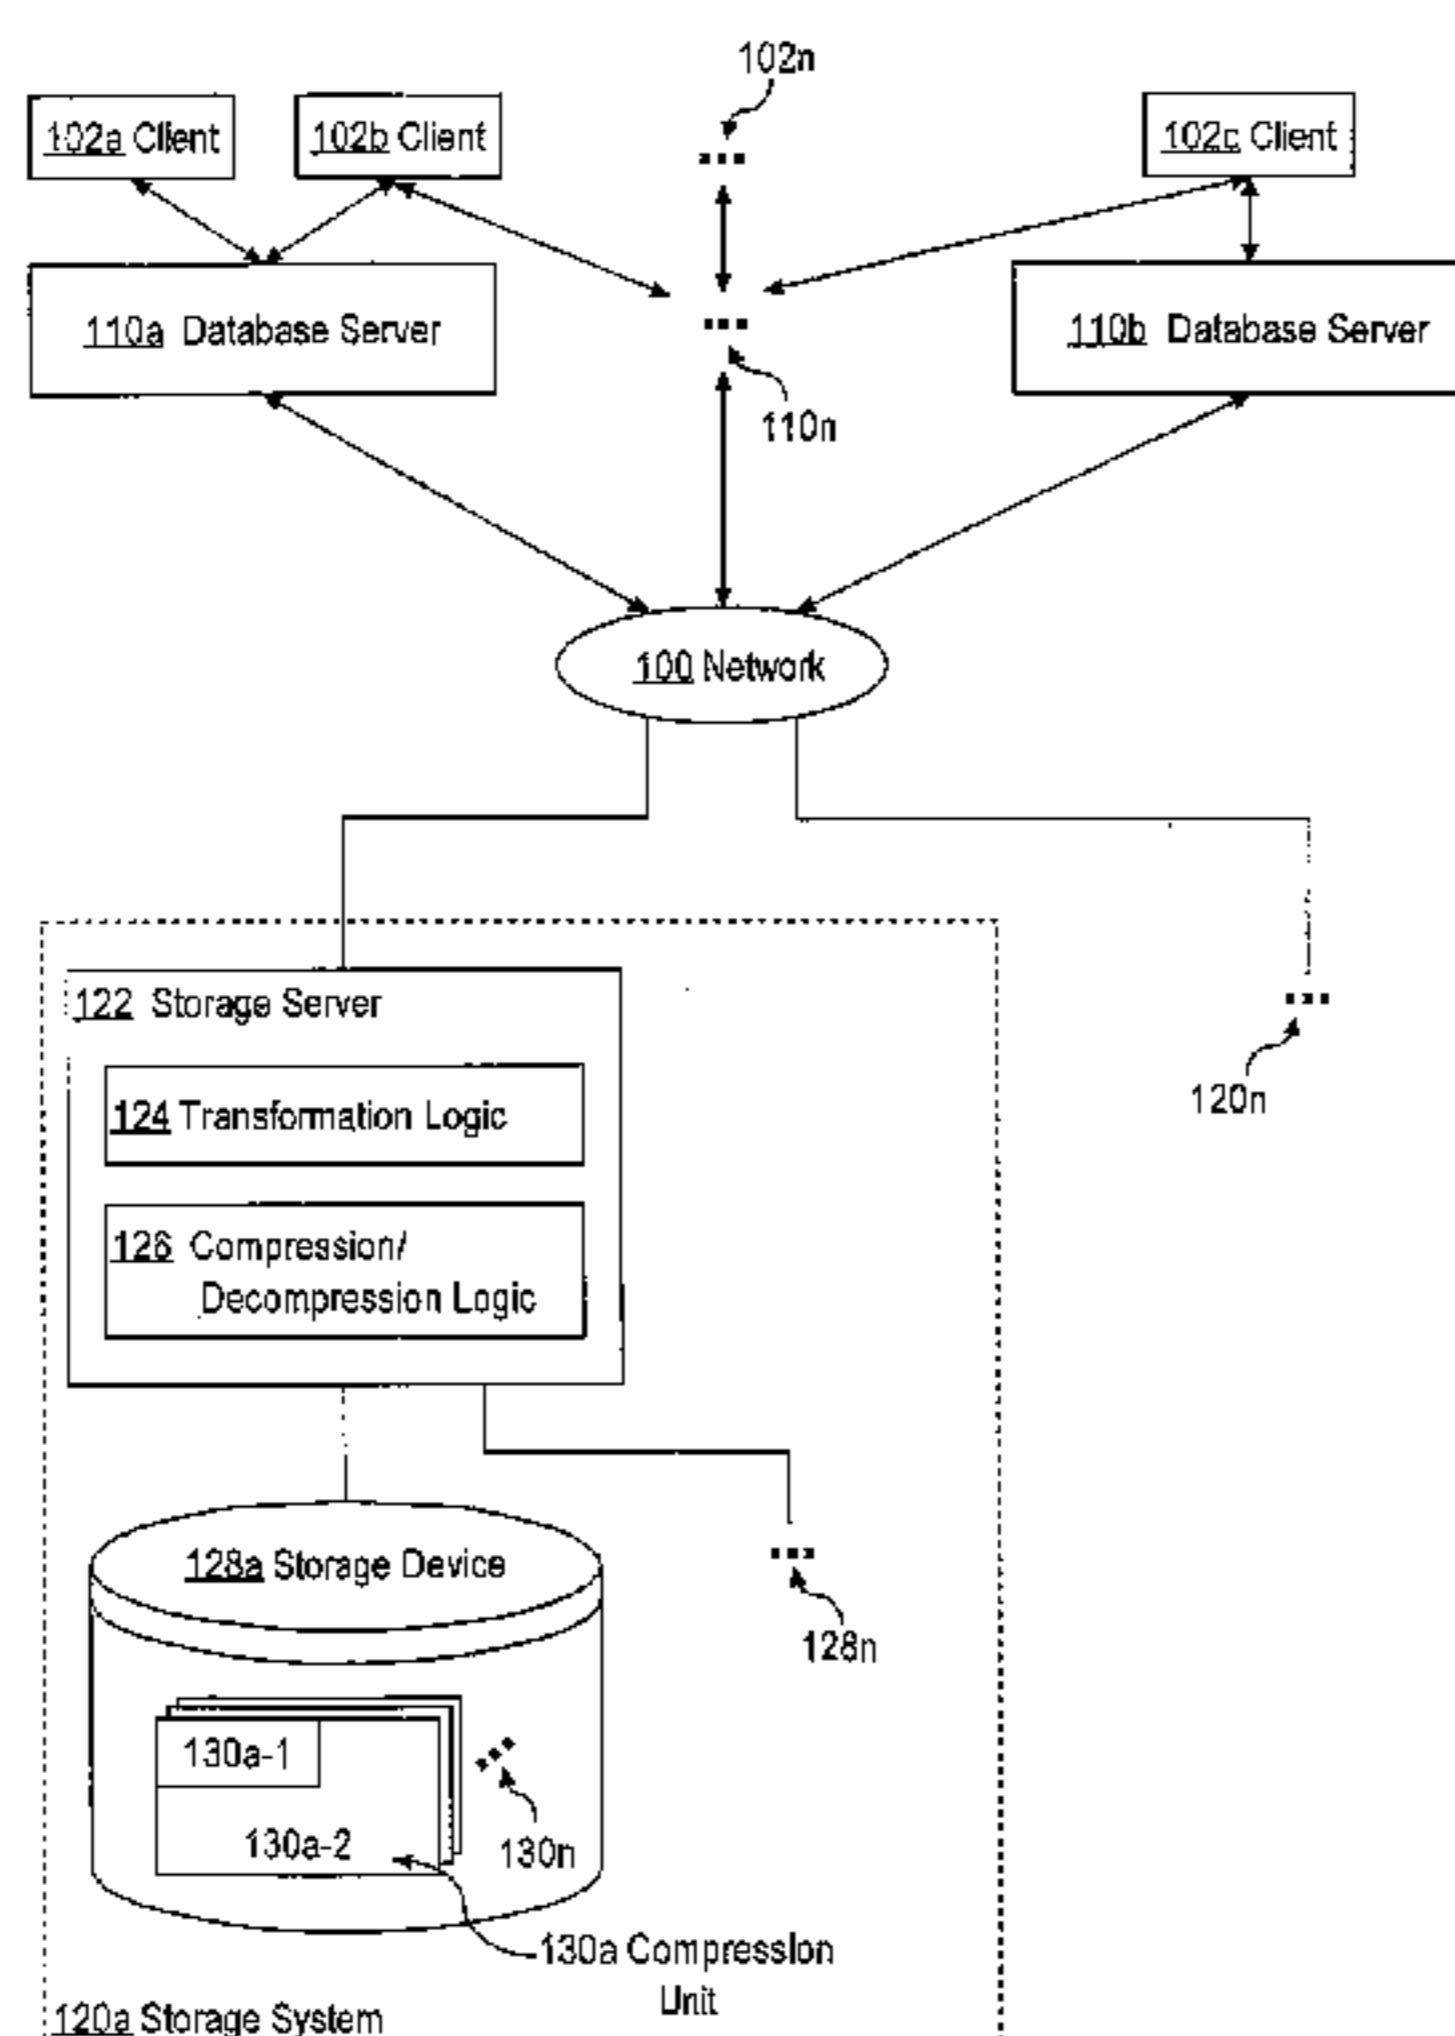 102n
102a Client
102b Client
102c Client
110a Database Server
110b Database Server
110n
100 Network
122 Storage Server
124 Transformation Logic
120n
126 Compression/
Decompression Logic
128a Storage Device
128n
130a-1
130a-2
130n
130a Compression
Unit
120a Storage System